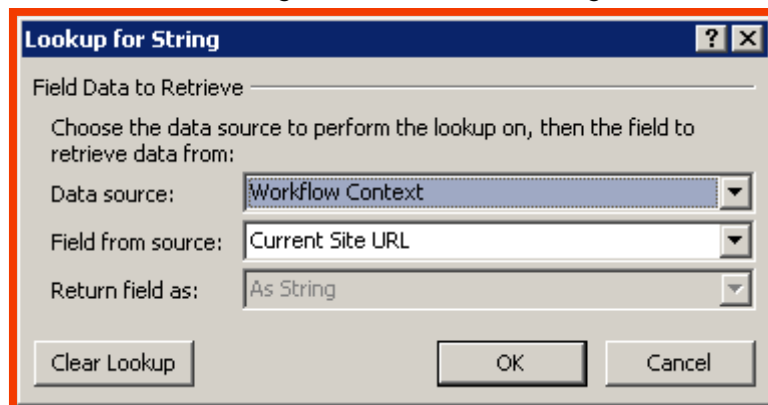 Lookup for String
Field Data to Retrieve
Choose the data source to perform the lookup on, then the field to
retrieve data from:
Data source: Workflow Context
Field from source: Current Site URL
Return field as: As String
Clear Lookup OK Cancel